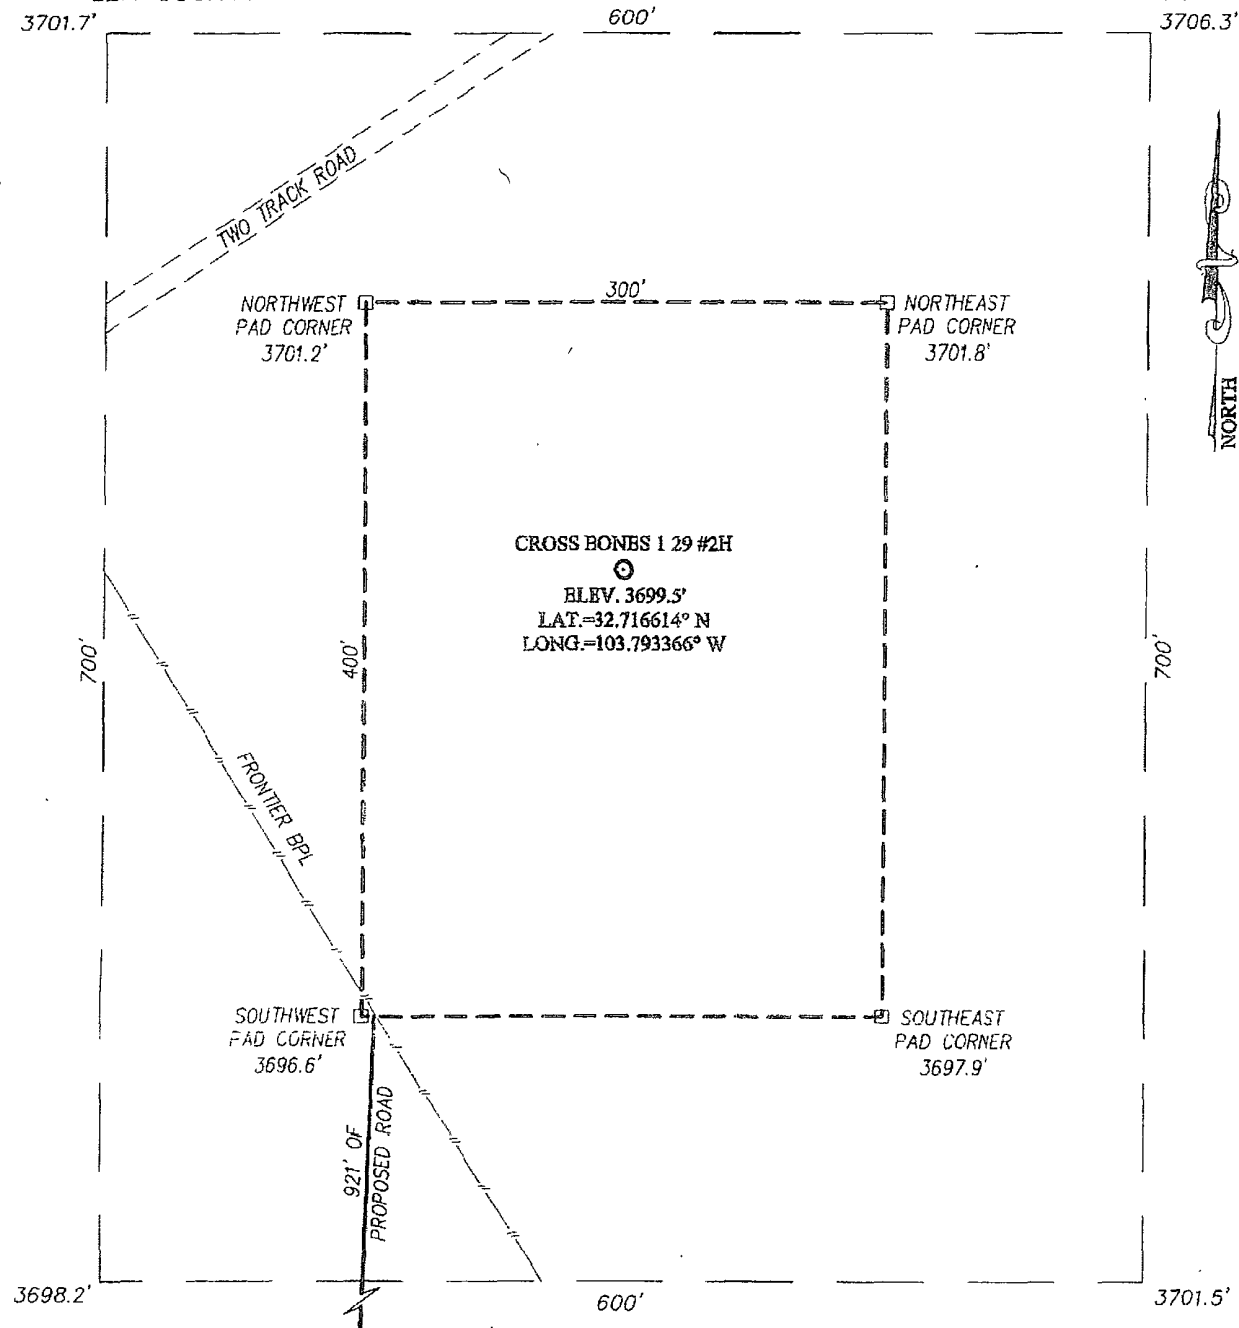 600'
3701.7'
3706.3'
TWO TRACK ROAD
NORTH
300'
NORTHWEST
PAD CORNER
3701.2'
NORTHEAST
PAD CORNER
3701.8'
CROSS BONES 1 29 #2H
ELEV. 3699.5'
LAT.=32.716614° N
LONG.=103.793366° W
700'
400'
700'
FRONTIER BPL
SOUTHWEST
PAD CORNER
3696.6'
SOUTHEAST
PAD CORNER
3697.9'
921' OF
PROPOSED ROAD
3698.2'
600'
3701.5'